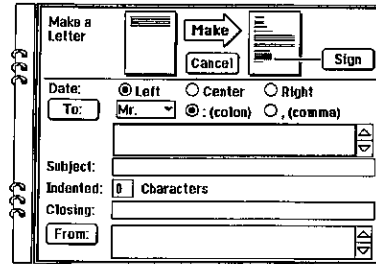 Make a
Letter
Make
Cancel
Sign
Date: Left Center Right
To: Mr. : (colon) , (comma)
Subject:
Indented: 0 Characters
Closing:
From: